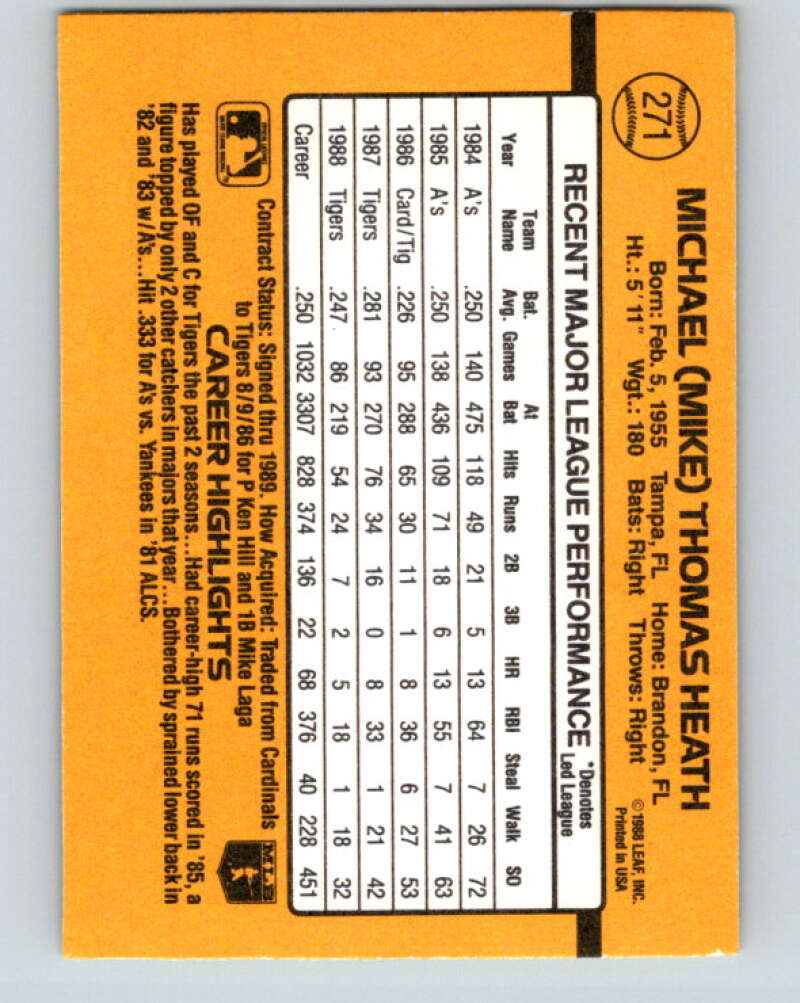 271
MICHAEL (MIKE) THOMAS HEATH
Born: Feb. 5, 1955 Tampa, FL Home: Brandon, FL
Ht.: 5'11" Wgt.: 180 Bats: Right Throws: Right
©1988 LEAF, INC.
Printed in USA
RECENT MAJOR LEAGUE PERFORMANCE *Denotes Led League
Year Team Name Bat. Avg. Games At Bat Hits Runs 2B 3B HR RBI Steal Walk SO
1984 A's .250 140 475 118 49 21 5 13 64 7 26 72
1985 A's .250 138 436 109 71 18 6 13 55 7 41 63
1986 Card/Tig .226 95 288 65 30 11 1 8 36 6 27 53
1987 Tigers .281 93 270 76 34 16 0 8 33 1 21 42
1988 Tigers .247 86 219 54 24 7 2 5 18 1 18 32
Career .250 1032 3307 828 374 136 22 68 376 40 228 451
Contract Status: Signed thru 1989. How Acquired: Traded from Cardinals
to Tigers 8/9/86 for P Ken Hill and 1B Mike Laga
MLB
CAREER HIGHLIGHTS
Has played OF and C for Tigers the past 2 seasons...Had career-high 71 runs scored in '85, a
figure topped by only 2 other catchers in majors that year...Bothered by sprained lower back in
'82 and '83 w/A's...Hit .333 for A's vs. Yankees in '81 ALCS.